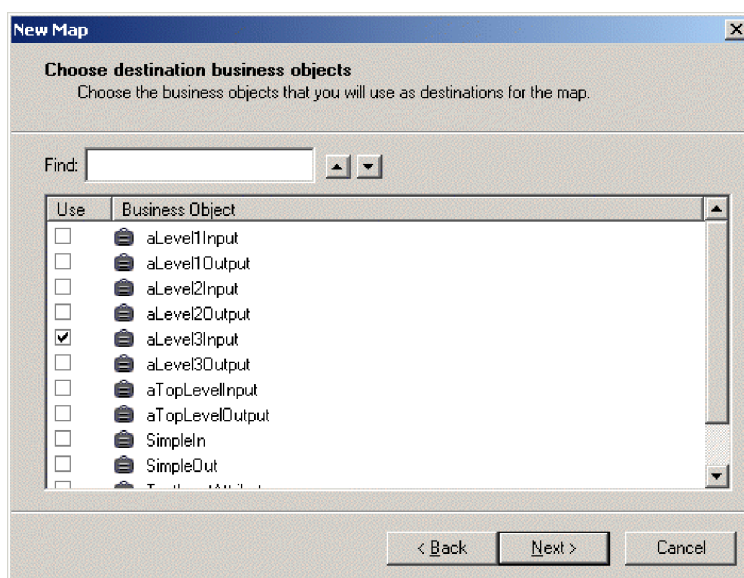 New Map
Choose destination business objects
Choose the business objects that you will use as destinations for the map.
Find:
Use Business Object
aLevel1Input
aLevel1Output
aLevel2Input
aLevel2Output
aLevel3Input
aLevel3Output
aTopLevelInput
aTopLevelOutput
SimpleIn
SimpleOut
< Back Next > Cancel